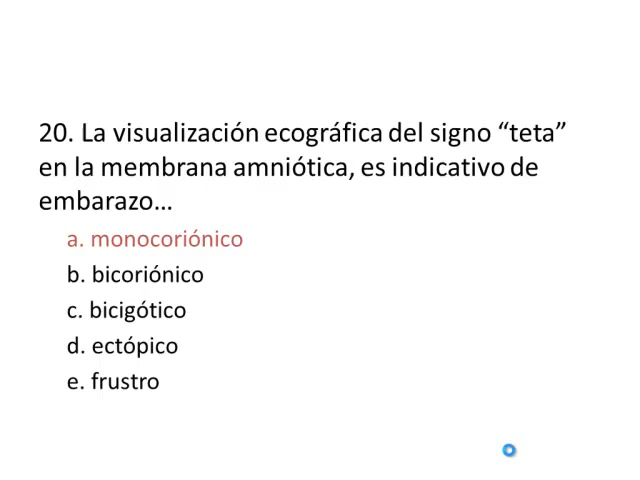 20. La visualización ecográfica del signo “teta”
en la membrana amniótica, es indicativo de
embarazo…
a. monocoriónico
b. bicoriónico
c. bicigótico
d. ectópico
e. frustro